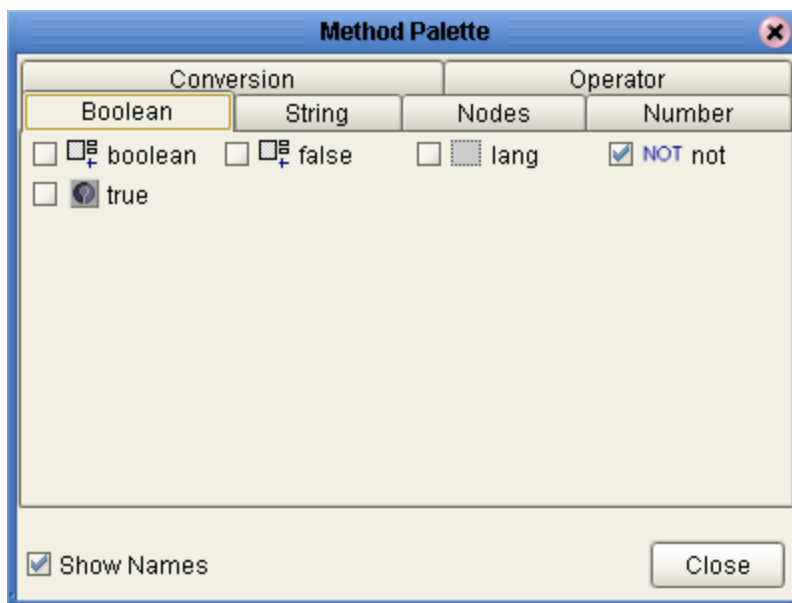 Method Palette
Conversion Operator
Boolean String Nodes Number
boolean false lang NOT not
true
Show Names Close